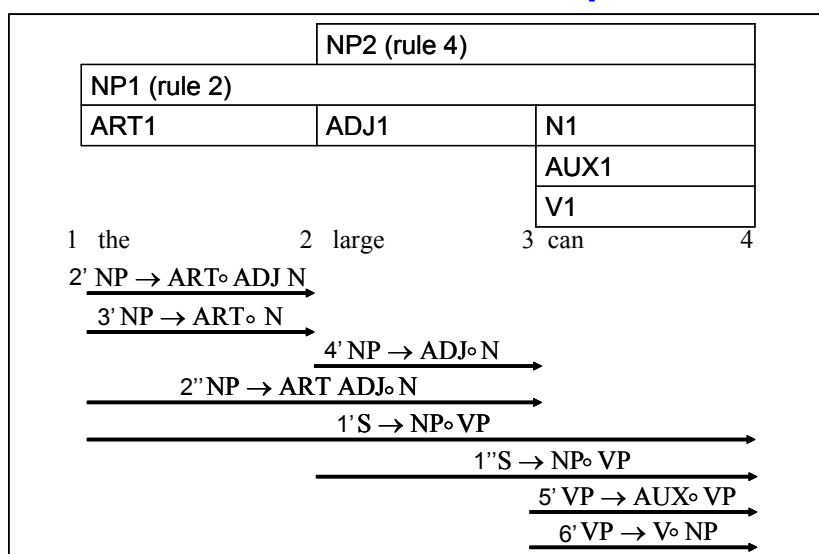 NP2 (rule 4)
NP1 (rule 2)
ART1 ADJ1 N1
AUX1
V1
1 the 2 large 3 can 4
2' NP → ART∘ ADJ N
3' NP → ART∘ N
4' NP → ADJ∘ N
2'' NP → ART ADJ∘ N
1' S → NP∘ VP
1'' S → NP∘ VP
5' VP → AUX∘ VP
6' VP → V∘ NP